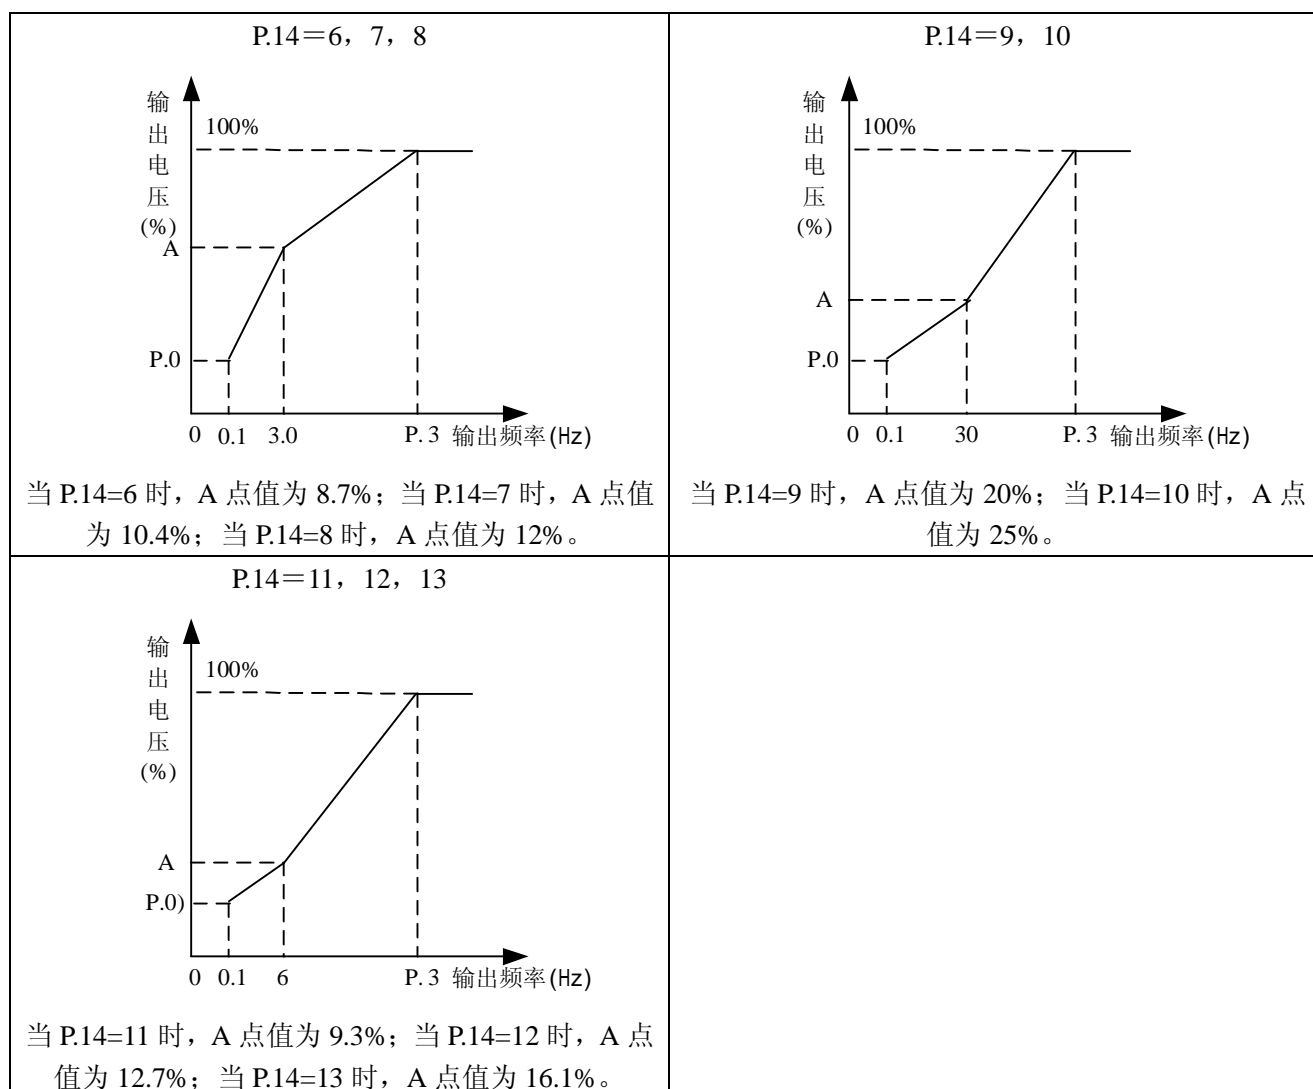 P.14＝6，7，8
输
出
电
压
(%)
100%
A
P.0
0 0.1 3.0 P. 3 输出频率(Hz)
当 P.14=6 时，A 点值为 8.7%；当 P.14=7 时，A 点值
为 10.4%；当 P.14=8 时，A 点值为 12%。
P.14＝9，10
输
出
电
压
(%)
100%
A
P.0
0 0.1 30 P. 3 输出频率(Hz)
当 P.14=9 时，A 点值为 20%；当 P.14=10 时，A 点
值为 25%。
P.14＝11，12，13
输
出
电
压
(%)
100%
A
P.0)
0 0.1 6 P. 3 输出频率(Hz)
当 P.14=11 时，A 点值为 9.3%；当 P.14=12 时，A 点
值为 12.7%；当 P.14=13 时，A 点值为 16.1%。